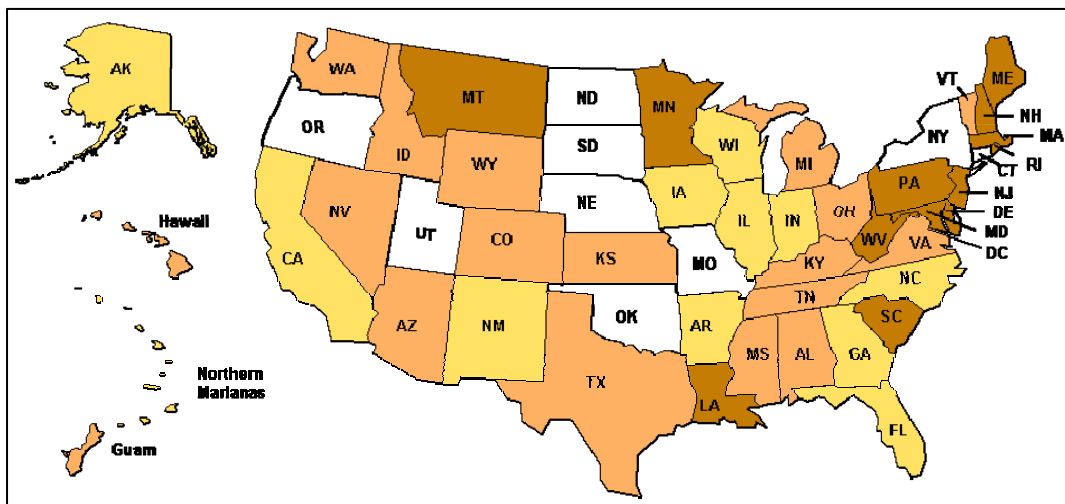 AK
WA
MT
ND
MN
VT
ME
NH
OR
ID
SD
WI
NY
MA
RI
CT
WY
MI
IA
PA
NJ
Hawaii
NV
UT
NE
IL
IN
OH
DE
MD
WV
VA
DC
CA
CO
KS
MO
KY
NC
TN
AZ
NM
OK
AR
SC
Northern
Marianas
TX
MS
AL
GA
LA
FL
Guam